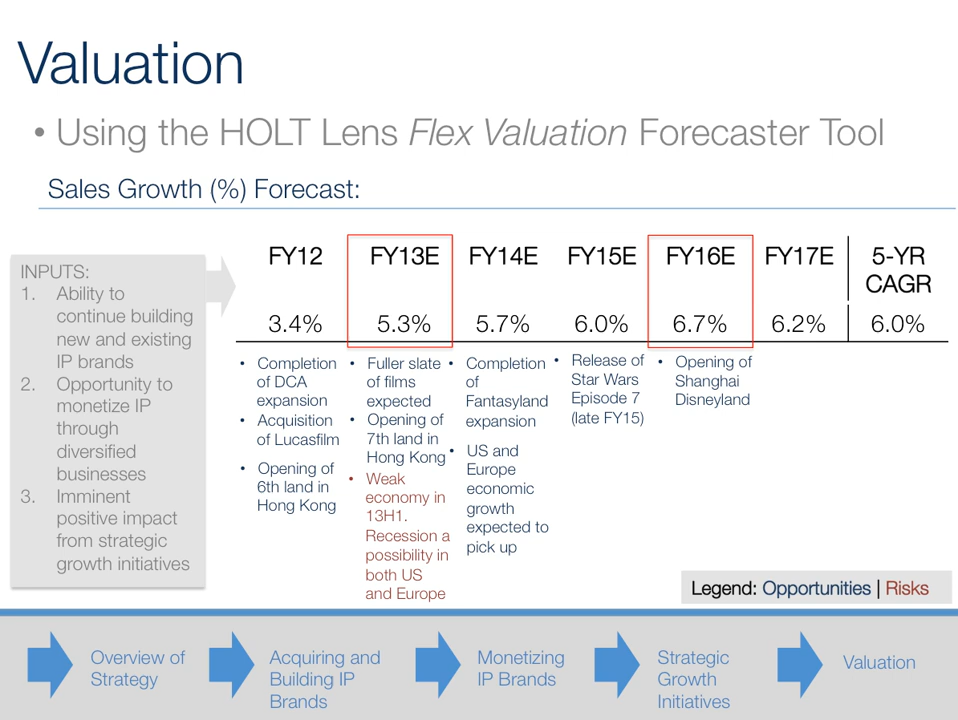 Valuation
• Using the HOLT Lens Flex Valuation Forecaster Tool
Sales Growth (%) Forecast:
INPUTS:
1. Ability to
continue building
new and existing
IP brands
2. Opportunity to
monetize IP
through
diversified
businesses
3. Imminent
positive impact
from strategic
growth initiatives
FY12 FY13E FY14E FY15E FY16E FY17E 5-YR
CAGR
3.4% 5.3% 5.7% 6.0% 6.7% 6.2% 6.0%
• Completion
of DCA
expansion
• Acquisition
of Lucasfilm
• Opening of
6th land in
Hong Kong
• Fuller slate
of films
expected
• Opening of
7th land in
Hong Kong
• Weak
economy in
13H1.
Recession a
possibility in
both US
and Europe
• Completion
of
Fantasyland
expansion
• US and
Europe
economic
growth
expected to
pick up
• Release of
Star Wars
Episode 7
(late FY15)
• Opening of
Shanghai
Disneyland
Legend: Opportunities | Risks
Overview of
Strategy
Acquiring and
Building IP
Brands
Monetizing
IP Brands
Strategic
Growth
Initiatives
Valuation